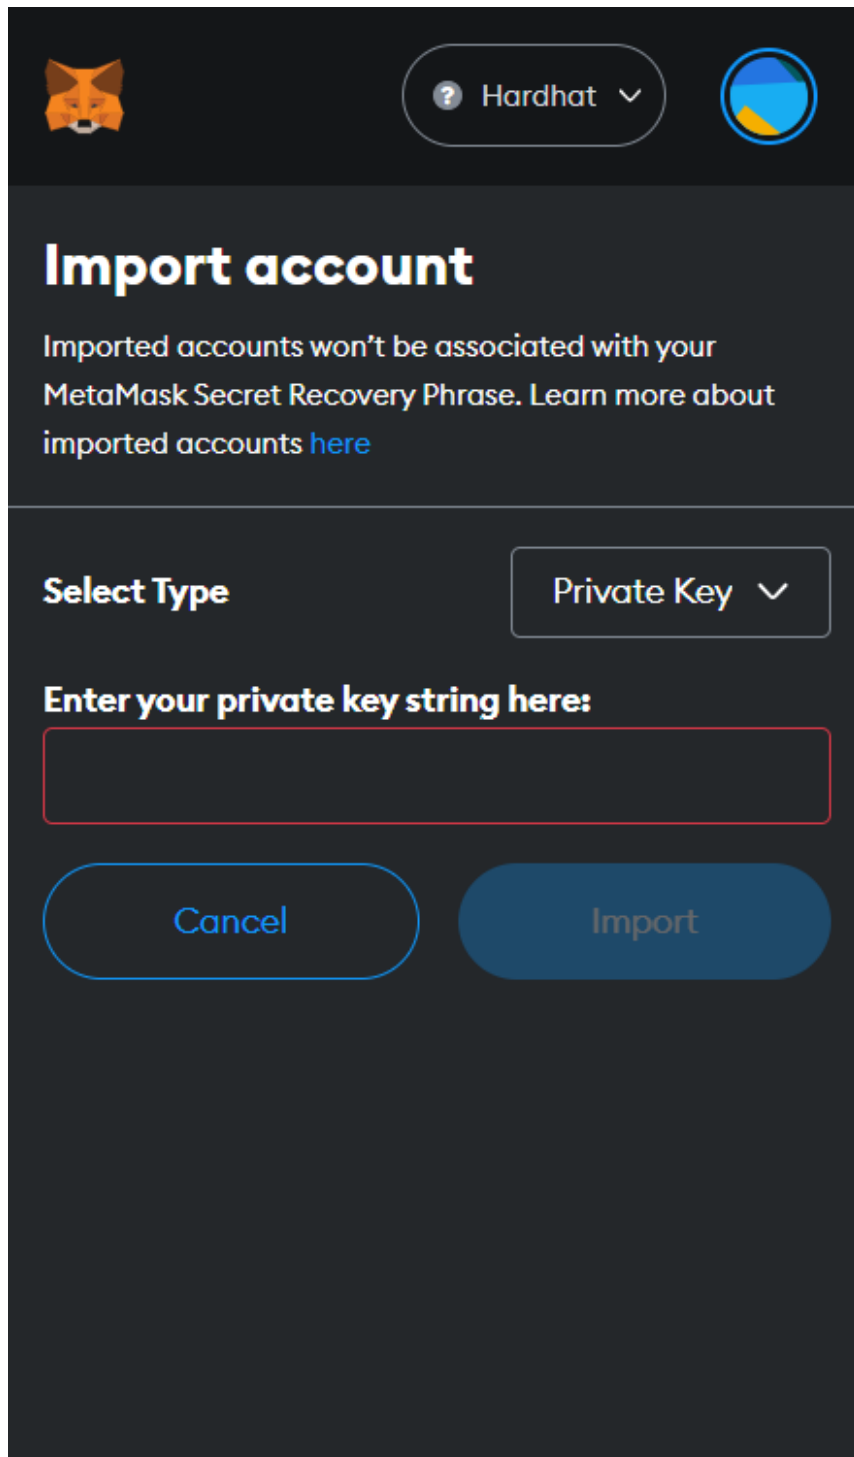 ? Hardhat
Import account
Imported accounts won’t be associated with your
MetaMask Secret Recovery Phrase. Learn more about
imported accounts here
Select Type
Private Key
Enter your private key string here:
Cancel
Import